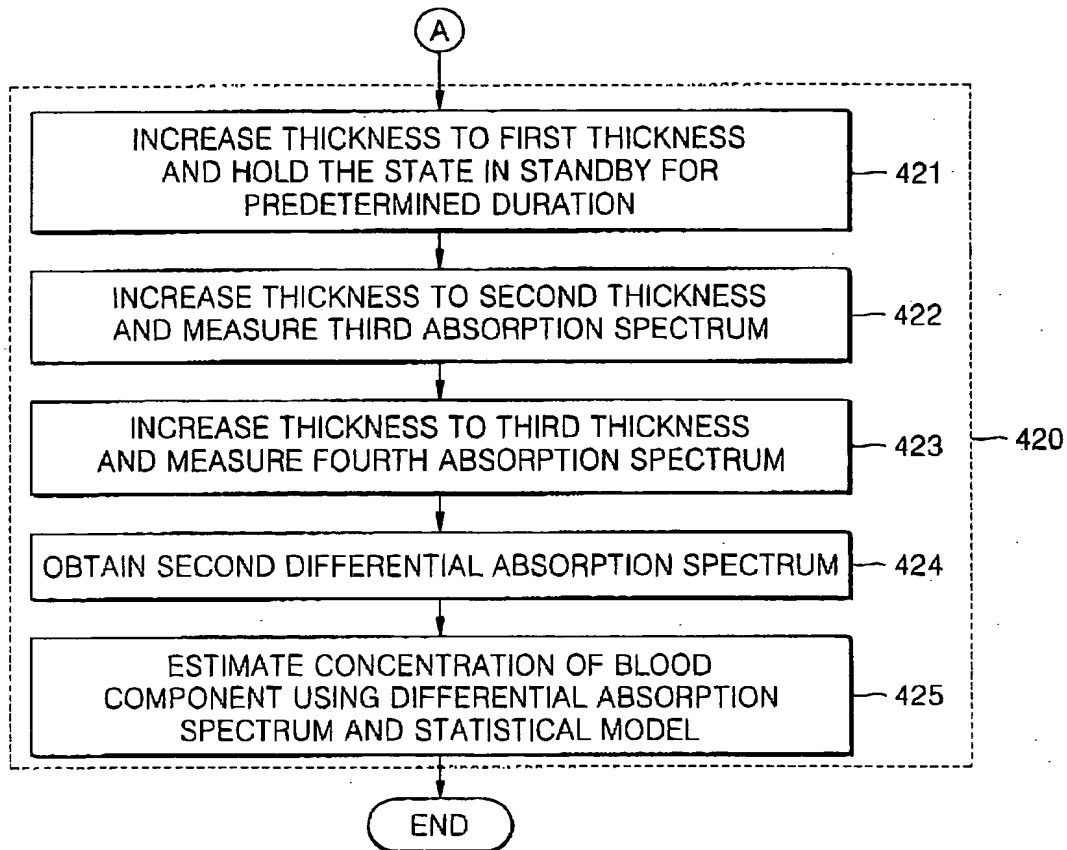 A
INCREASE THICKNESS TO FIRST THICKNESS
AND HOLD THE STATE IN STANDBY FOR
PREDETERMINED DURATION
421
INCREASE THICKNESS TO SECOND THICKNESS
AND MEASURE THIRD ABSORPTION SPECTRUM
422
INCREASE THICKNESS TO THIRD THICKNESS
AND MEASURE FOURTH ABSORPTION SPECTRUM
423
420
OBTAIN SECOND DIFFERENTIAL ABSORPTION SPECTRUM
424
ESTIMATE CONCENTRATION OF BLOOD
COMPONENT USING DIFFERENTIAL ABSORPTION
SPECTRUM AND STATISTICAL MODEL
425
END